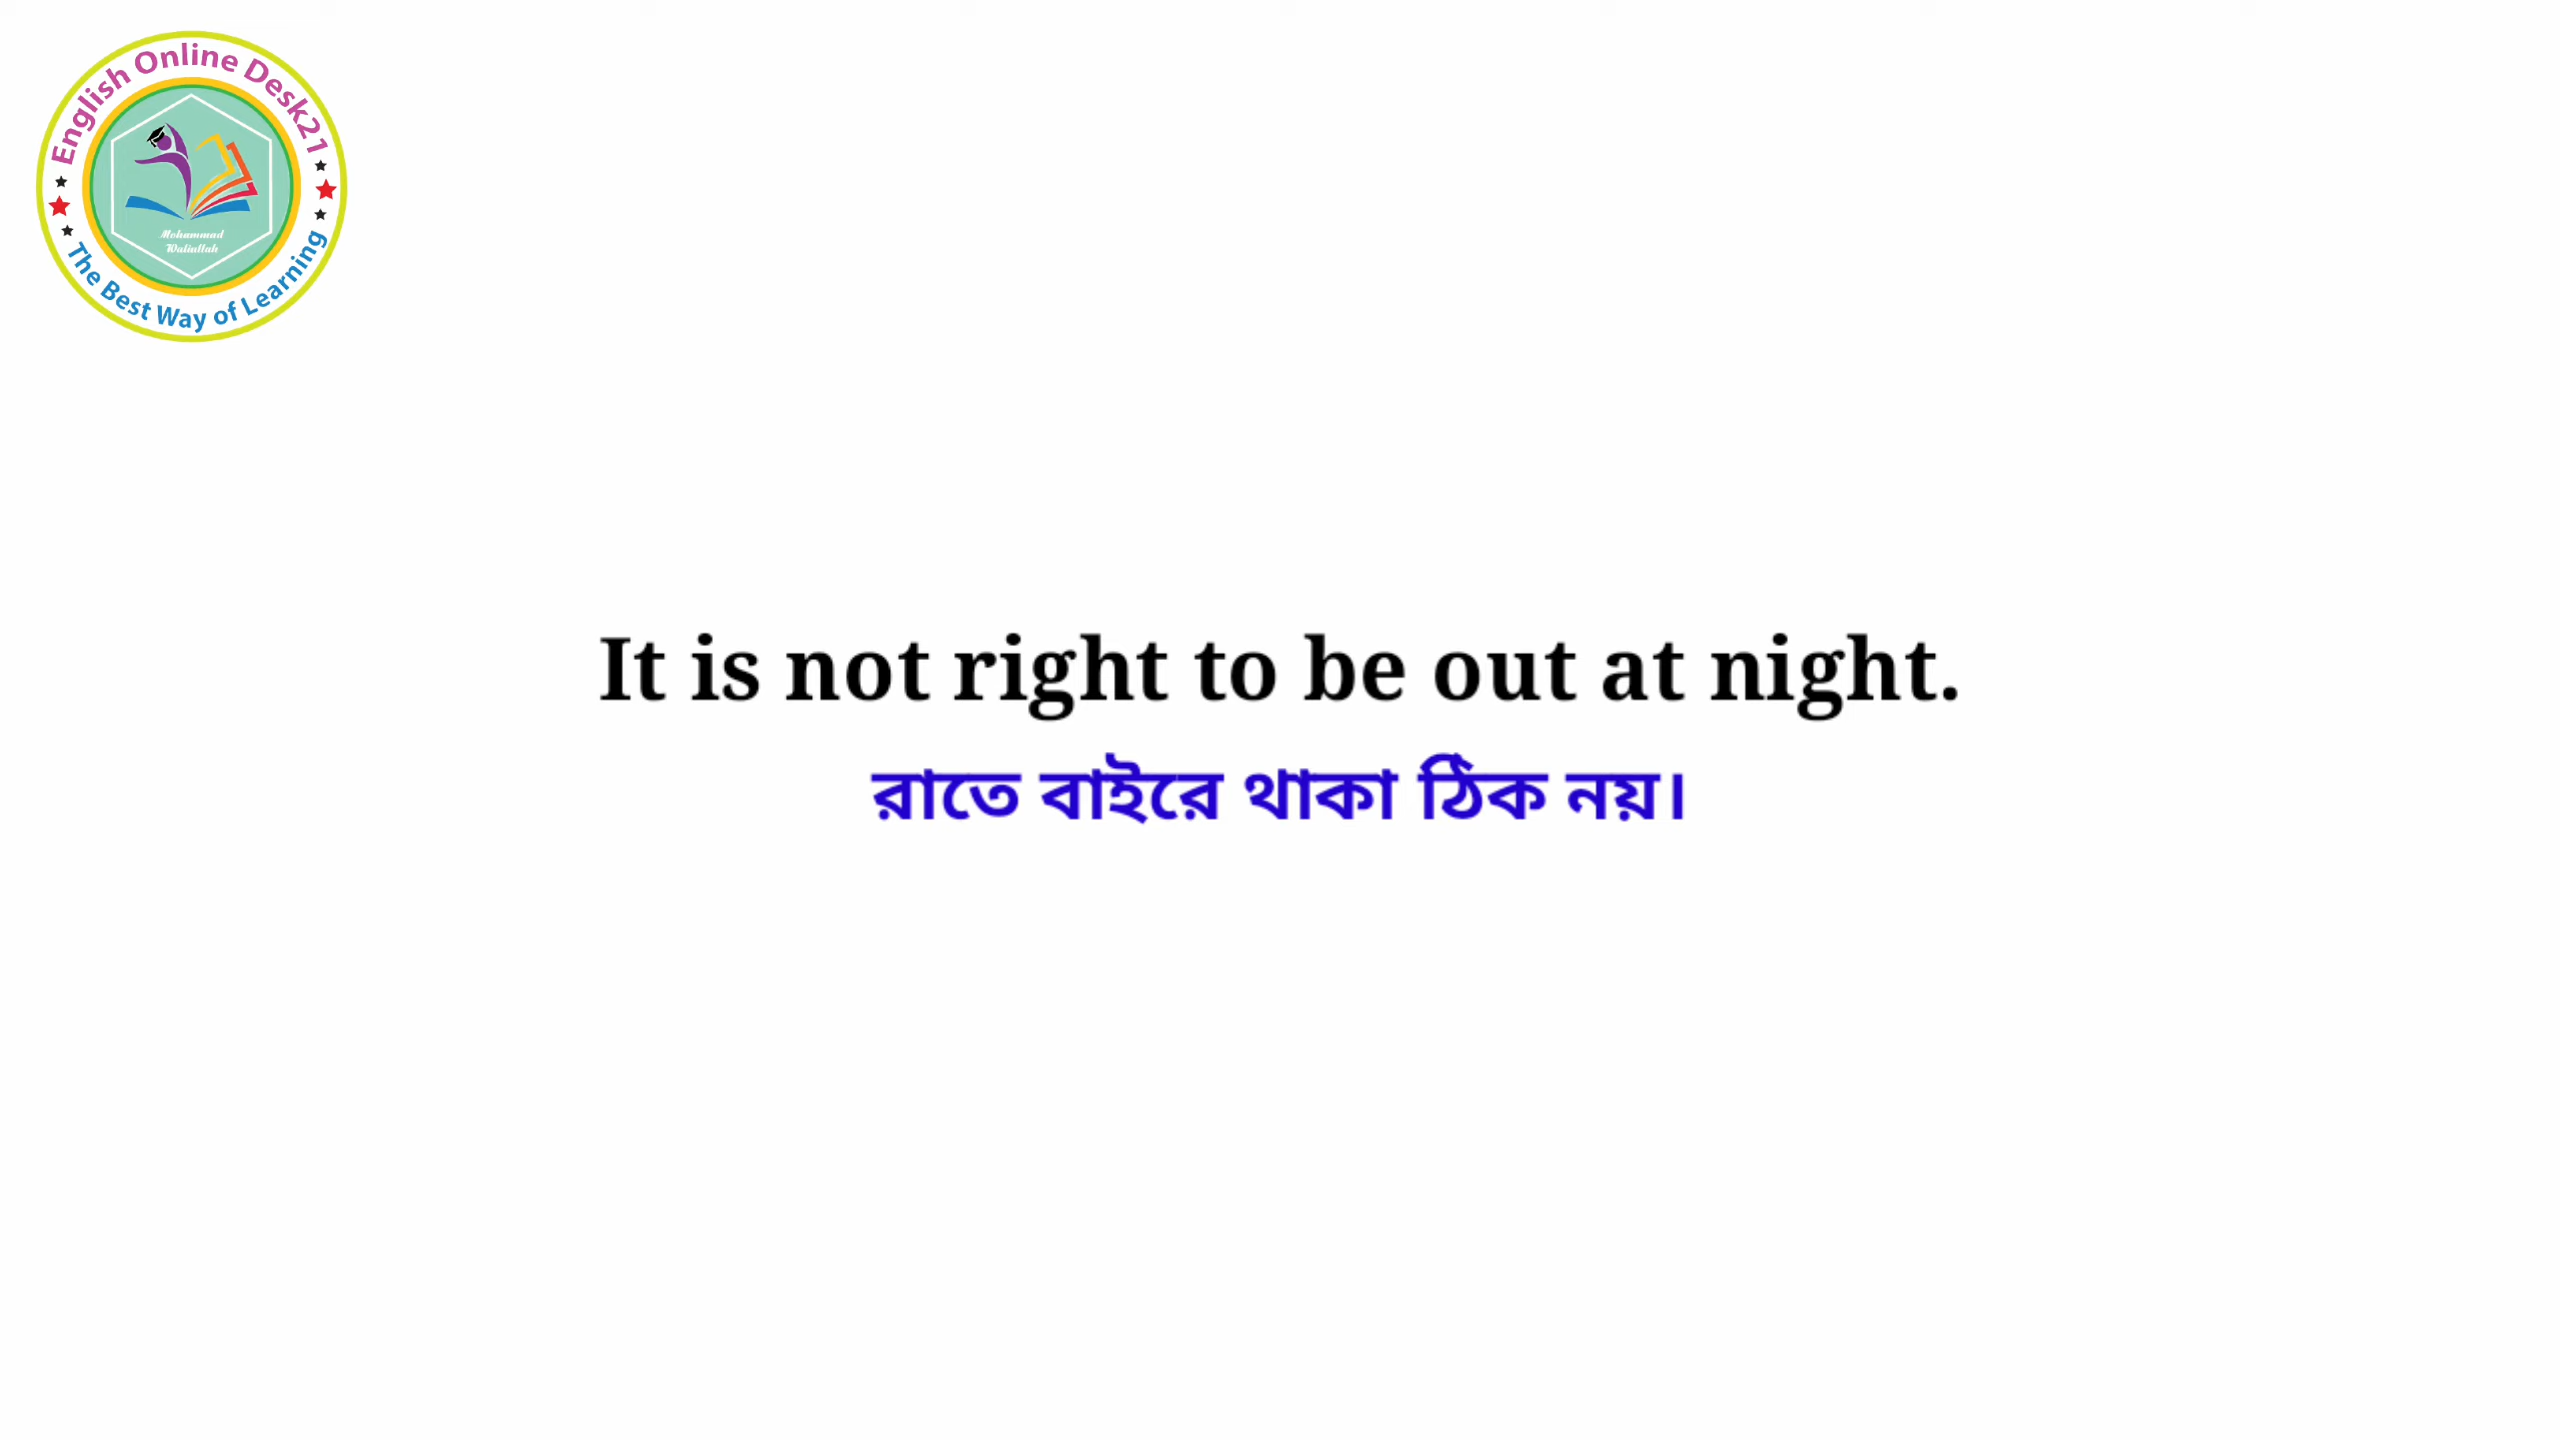 English Online Desk21
Mohammad
Waliullah
The Best Way of Learning
It is not right to be out at night.
রাতে বাইরে থাকা ঠিক নয়।